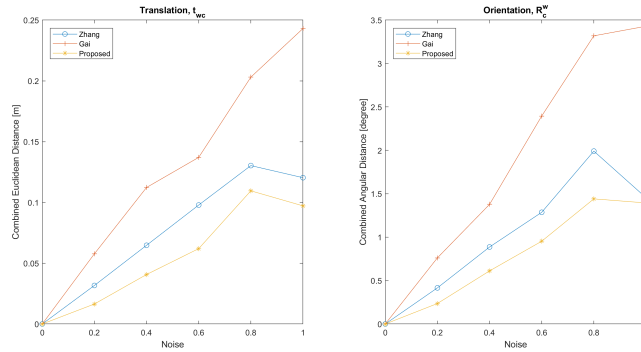 Translation, t_wc
Zhang
Gai
Proposed
Combined Euclidean Distance [m]
0.25
0.2
0.15
0.1
0.05
0
0 0.2 0.4 0.6 0.8 1
Noise
Orientation, R_c^w
Zhang
Gai
Proposed
Combined Angular Distance [degree]
3.5
3
2.5
2
1.5
1
0.5
0
0 0.2 0.4 0.6 0.8
Noise